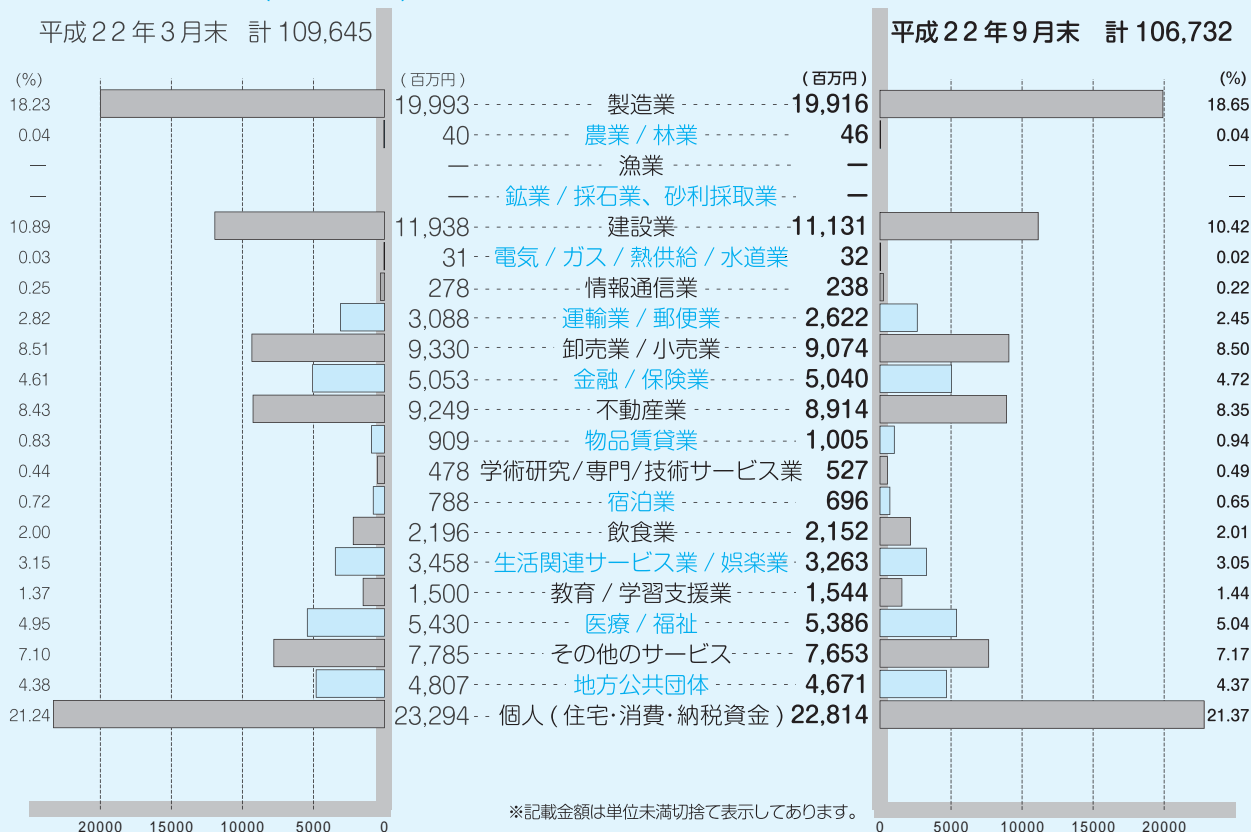 平成22年3月末 計 109,645
平成22年9月末 計 106,732
(%) (百万円) (百万円) (%)
18.23 19,993 製造業 19,916 18.65
0.04 40 農業 / 林業 46 0.04
— — 漁業 — —
— — 鉱業 / 採石業、砂利採取業 — —
10.89 11,938 建設業 11,131 10.42
0.03 31 電気 / ガス / 熱供給 / 水道業 32 0.02
0.25 278 情報通信業 238 0.22
2.82 3,088 運輸業 / 郵便業 2,622 2.45
8.51 9,330 卸売業 / 小売業 9,074 8.50
4.61 5,053 金融 / 保険業 5,040 4.72
8.43 9,249 不動産業 8,914 8.35
0.83 909 物品賃貸業 1,005 0.94
0.44 478 学術研究/専門/技術サービス業 527 0.49
0.72 788 宿泊業 696 0.65
2.00 2,196 飲食業 2,152 2.01
3.15 3,458 生活関連サービス業 / 娯楽業 3,263 3.05
1.37 1,500 教育 / 学習支援業 1,544 1.44
4.95 5,430 医療 / 福祉 5,386 5.04
7.10 7,785 その他のサービス 7,653 7.17
4.38 4,807 地方公共団体 4,671 4.37
21.24 23,294 個人(住宅・消費・納税資金) 22,814 21.37
※記載金額は単位未満切捨て表示してあります。
20000 15000 10000 5000 0 0 5000 10000 15000 20000